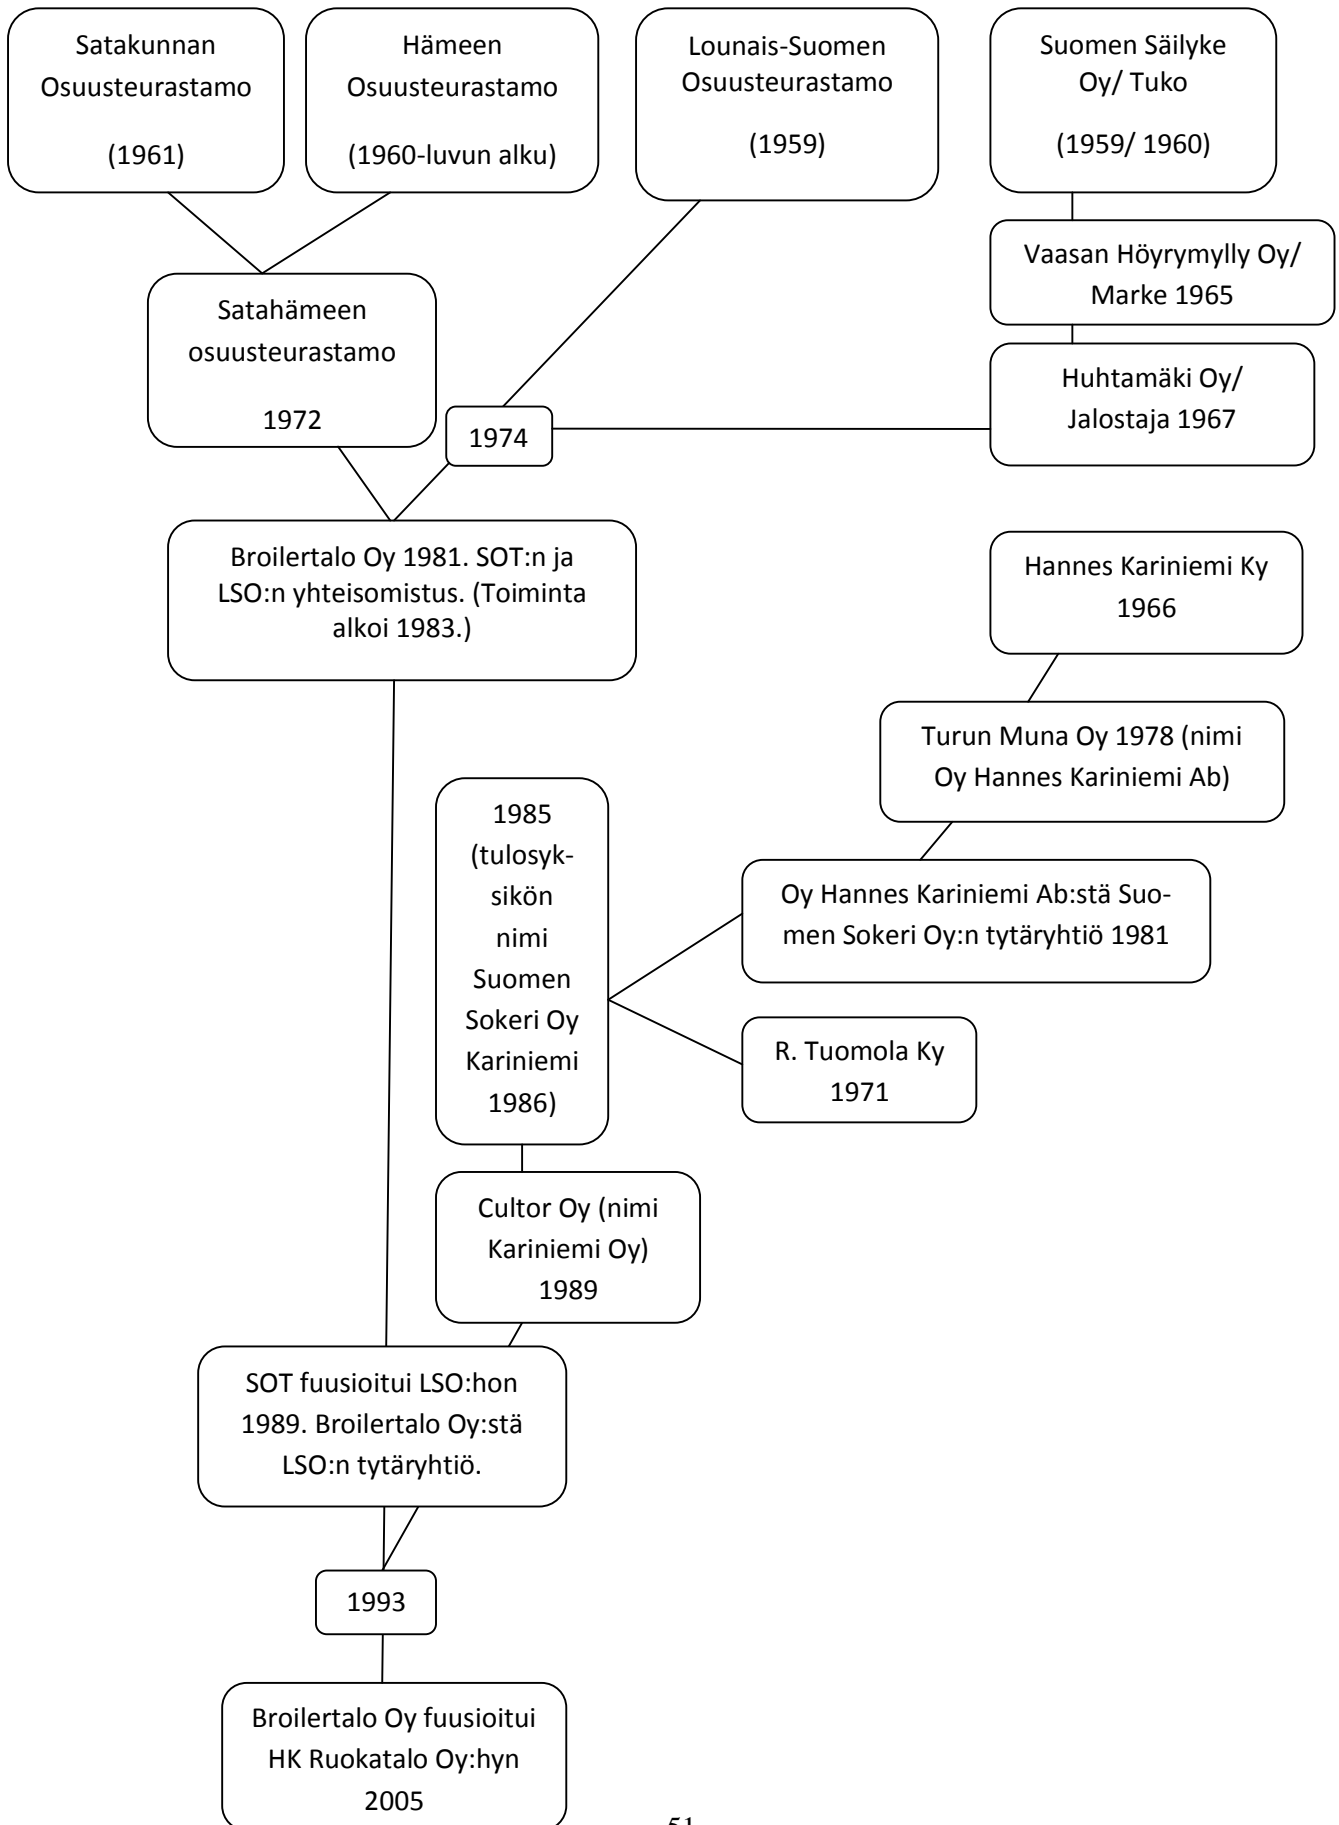 Satakunnan
Osuusteurastamo
(1961)
Hämeen
Osuusteurastamo
(1960-luvun alku)
Lounais-Suomen
Osuusteurastamo
(1959)
Suomen Säilyke
Oy/ Tuko
(1959/ 1960)
Vaasan Höyrymylly Oy/
Marke 1965
Satahämeen
osuusteurastamo
1972
Huhtamäki Oy/
Jalostaja 1967
1974
Broilertalo Oy 1981. SOT:n ja
LSO:n yhteisomistus. (Toiminta
alkoi 1983.)
Hannes Kariniemi Ky
1966
Turun Muna Oy 1978 (nimi
Oy Hannes Kariniemi Ab)
1985
(tulosyk-
sikön
nimi
Suomen
Sokeri Oy
Kariniemi
1986)
Oy Hannes Kariniemi Ab:stä Suo-
men Sokeri Oy:n tytäryhtiö 1981
R. Tuomola Ky
1971
Cultor Oy (nimi
Kariniemi Oy)
1989
SOT fuusioitui LSO:hon
1989. Broilertalo Oy:stä
LSO:n tytäryhtiö.
1993
Broilertalo Oy fuusioitui
HK Ruokatalo Oy:hyn
2005
51